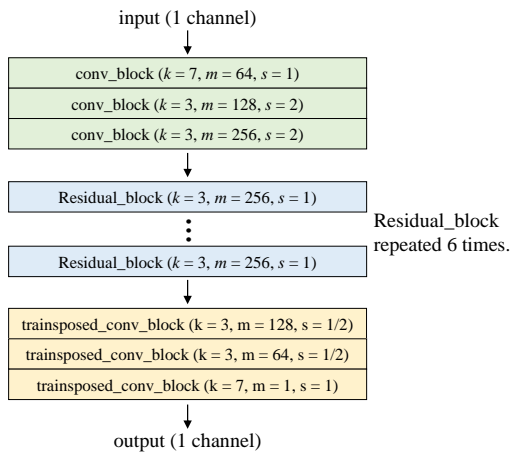 input (1 channel)
conv_block (k = 7, m = 64, s = 1)
conv_block (k = 3, m = 128, s = 2)
conv_block (k = 3, m = 256, s = 2)
Residual_block (k = 3, m = 256, s = 1)
Residual_block
repeated 6 times.
Residual_block (k = 3, m = 256, s = 1)
trainsposed_conv_block (k = 3, m = 128, s = 1/2)
trainsposed_conv_block (k = 3, m = 64, s = 1/2)
trainsposed_conv_block (k = 7, m = 1, s = 1)
output (1 channel)